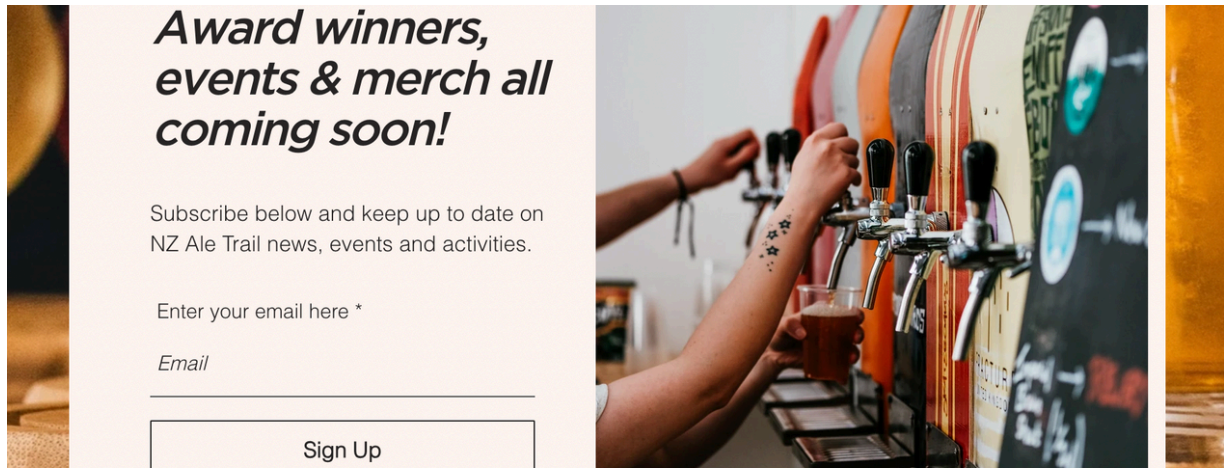 Award winners,
events & merch all
coming soon!
Subscribe below and keep up to date on
NZ Ale Trail news, events and activities.
Enter your email here *
Email
Sign Up